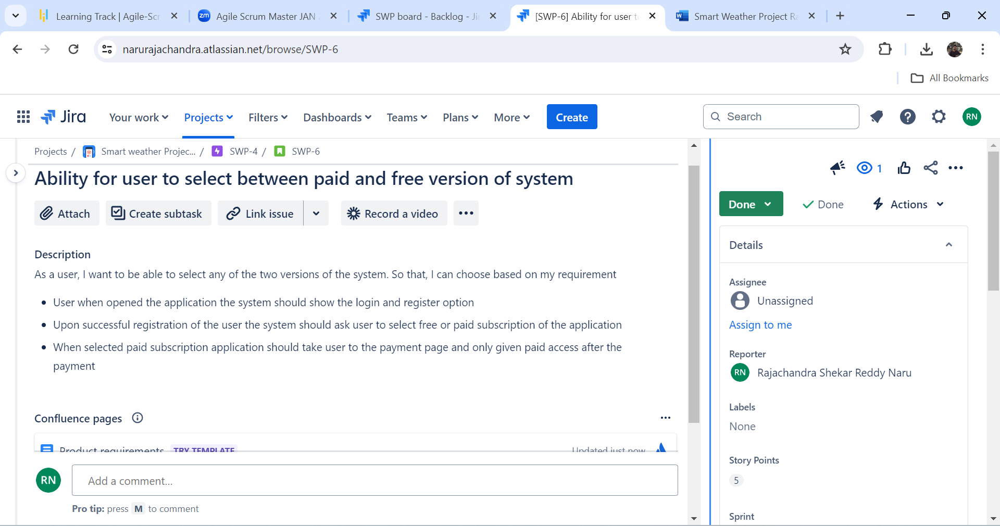 Learning Track | Agile-Scr
Agile Scrum Master JAN 2
SWP board - Backlog - Ji
[SWP-6] Ability for user to
Smart Weather Project Ra
narurajachandra.atlassian.net/browse/SWP-6
All Bookmarks
Jira
Your work
Projects
Filters
Dashboards
Teams
Plans
More
Create
Search
RN
Projects / Smart weather Projec... / SWP-4 / SWP-6
Ability for user to select between paid and free version of system
Attach
Create subtask
Link issue
Record a video
1
Done
Done
Actions
Description
As a user, I want to be able to select any of the two versions of the system. So that, I can choose based on my requirement
User when opened the application the system should show the login and register option
Upon successful registration of the user the system should ask user to select free or paid subscription of the application
When selected paid subscription application should take user to the payment page and only given paid access after the
payment
Confluence pages
Product requirements TRY TEMPLATE Updated just now
RN
Add a comment...
Pro tip: press M to comment
Details
Assignee
Unassigned
Assign to me
Reporter
RN Rajachandra Shekar Reddy Naru
Labels
None
Story Points
5
Sprint